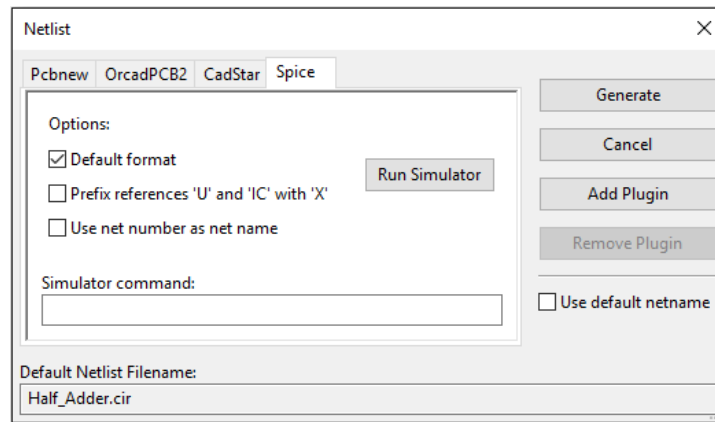 Netlist
Pcbnew OrcadPCB2 CadStar Spice
Options:
Default format
Prefix references 'U' and 'IC' with 'X'
Use net number as net name
Run Simulator
Simulator command:
Generate
Cancel
Add Plugin
Remove Plugin
Use default netname
Default Netlist Filename:
Half_Adder.cir